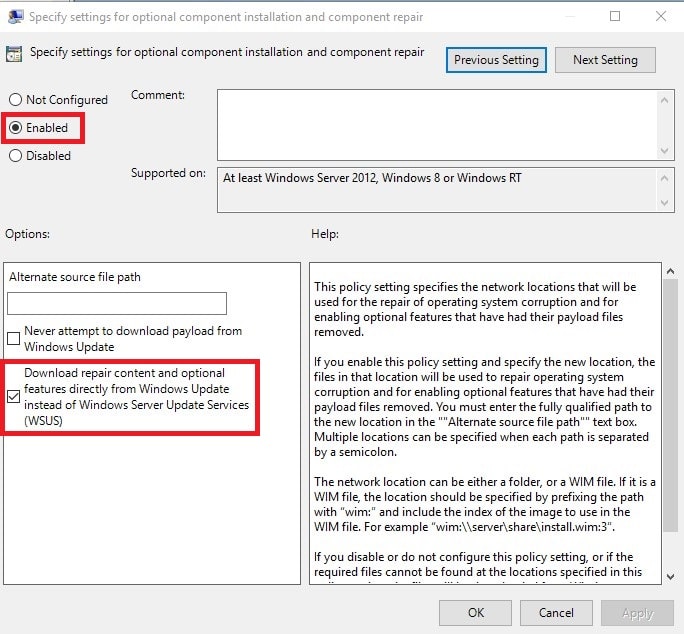 Specify settings for optional component installation and component repair
Specify settings for optional component installation and component repair
Previous Setting
Next Setting
Not Configured
Enabled
Disabled
Comment:
Supported on:
At least Windows Server 2012, Windows 8 or Windows RT
Options:
Help:
Alternate source file path
Never attempt to download payload from
Windows Update
Download repair content and optional
features directly from Windows Update
instead of Windows Server Update Services
(WSUS)
This policy setting specifies the network locations that will be
used for the repair of operating system corruption and for
enabling optional features that have had their payload files
removed.
If you enable this policy setting and specify the new location, the
files in that location will be used to repair operating system
corruption and for enabling optional features that have had their
payload files removed. You must enter the fully qualified path to
the new location in the ""Alternate source file path"" text box.
Multiple locations can be specified when each path is separated
by a semicolon.
The network location can be either a folder, or a WIM file. If it is a
WIM file, the location should be specified by prefixing the path
with “wim:” and include the index of the image to use in the
WIM file. For example “wim:\\server\share\install.wim:3”.
If you disable or do not configure this policy setting, or if the
required files cannot be found at the locations specified in this
OK
Cancel
Apply